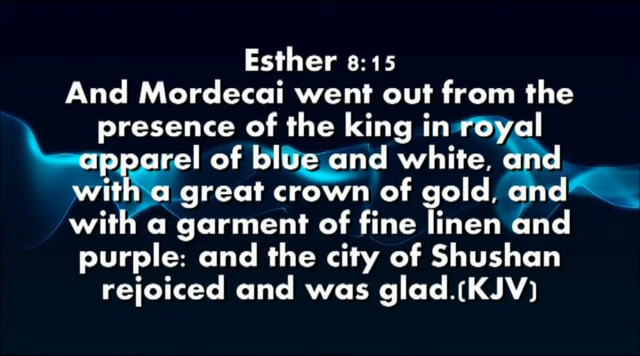 Esther 8:15
And Mordecai went out from the
presence of the king in royal
apparel of blue and white, and
with a great crown of gold, and
with a garment of fine linen and
purple: and the city of Shushan
rejoiced and was glad.(KJV)